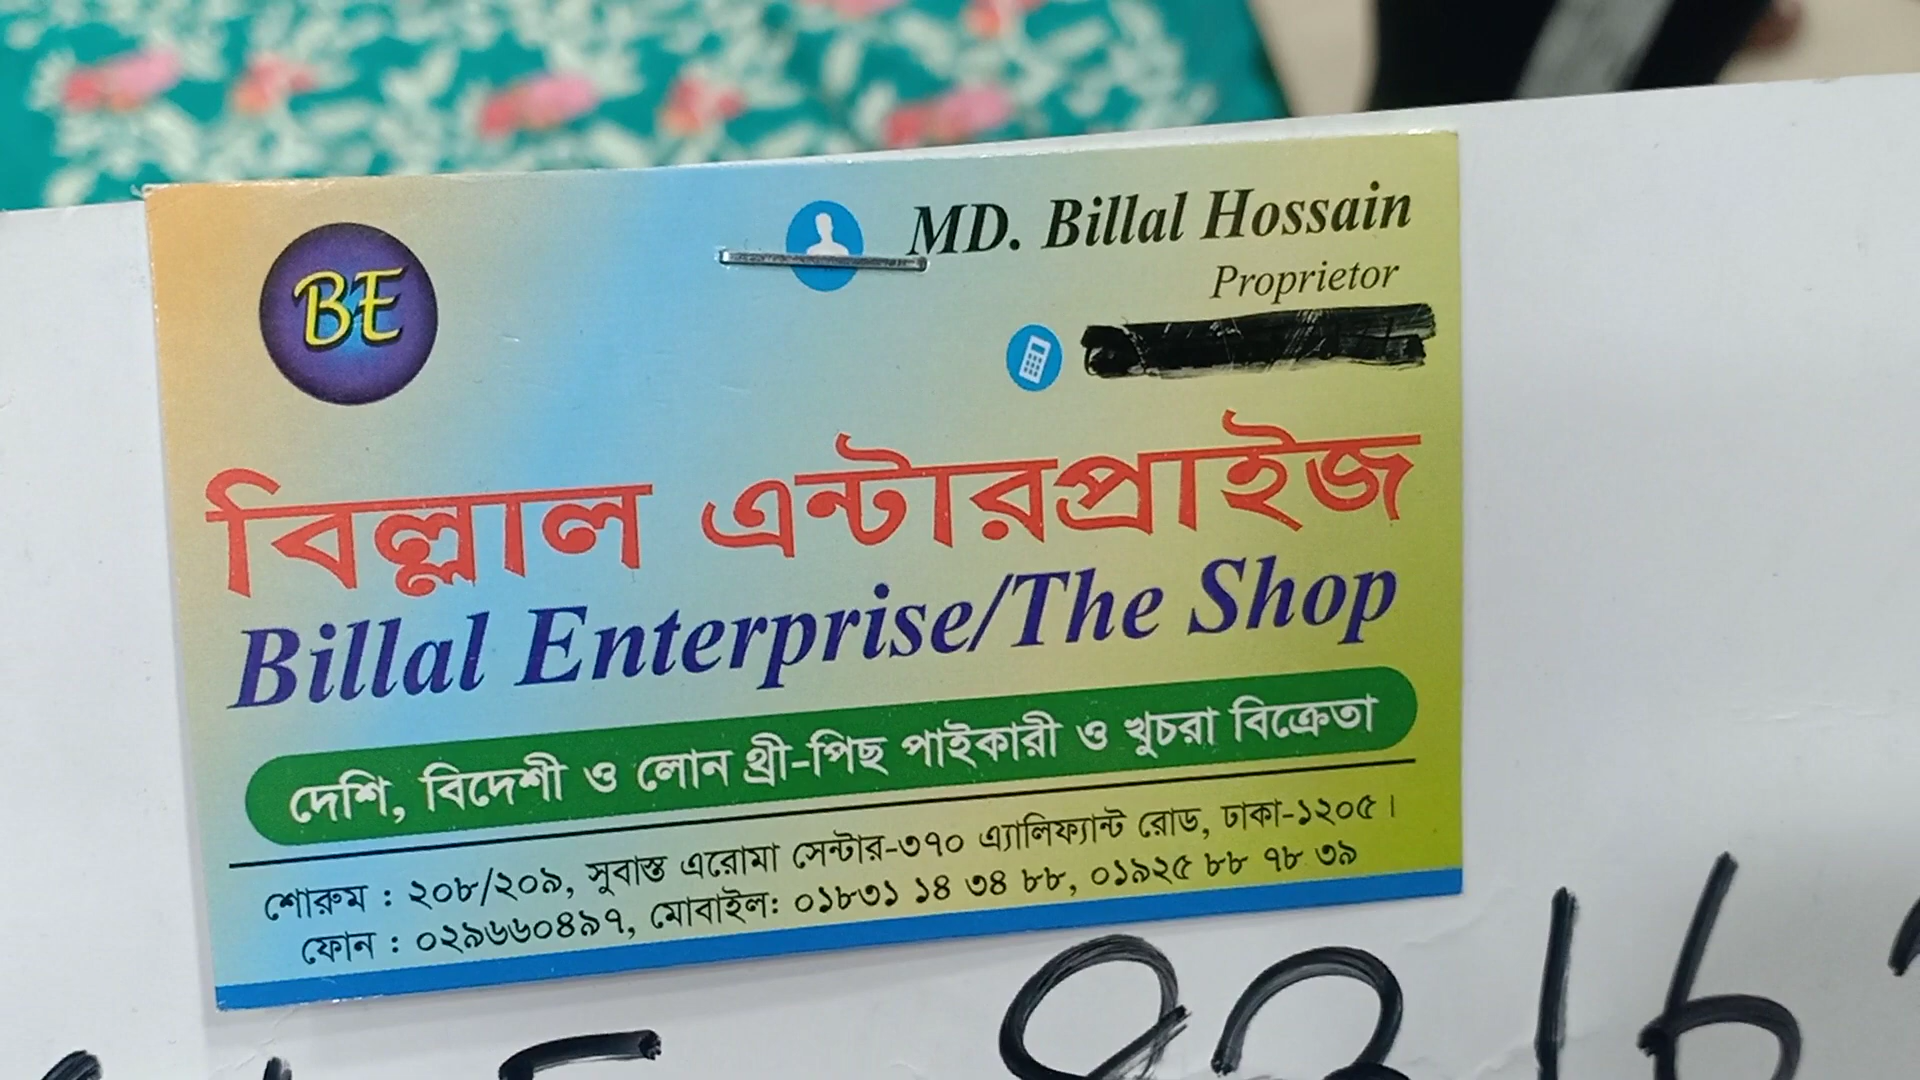 BE
MD. Billal Hossain
Proprietor
বিল্লাল এন্টারপ্রাইজ
Billal Enterprise/The Shop
দেশি, বিদেশী ও লোন থ্রী-পিছ পাইকারী ও খুচরা বিক্রেতা
শোরুম : ২০৮/২০৯, সুবাস্ত এরোমা সেন্টার-৩৭০ এ্যালিফ্যান্ট রোড, ঢাকা-১২০৫।
ফোন : ০২৯৬৬০৪৯৭, মোবাইল: ০১৮৩১ ১৪ ৩৪ ৮৮, ০১৯২৫ ৮৮ ৭৮ ৩৯